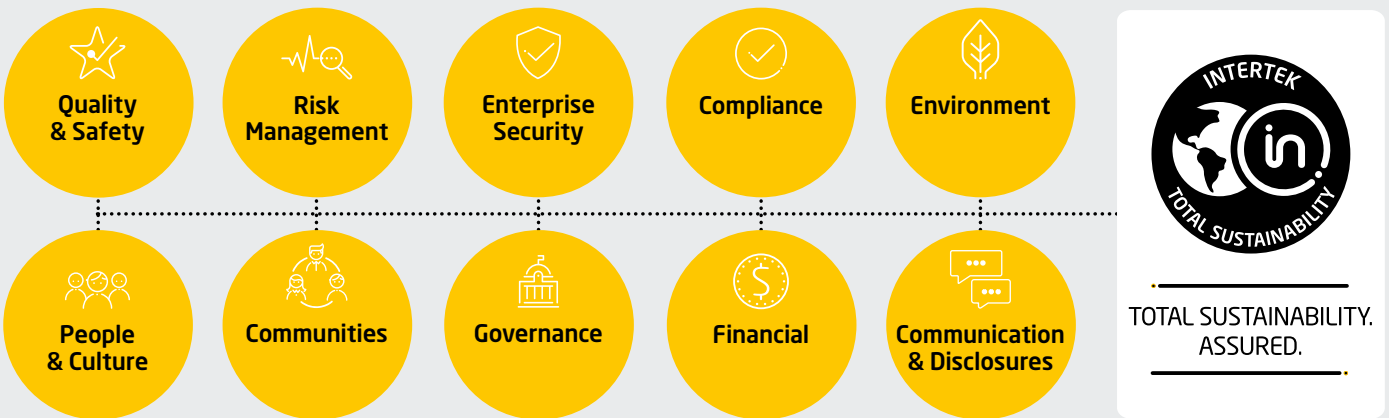 Quality
& Safety
Risk
Management
Enterprise
Security
Compliance
Environment
People
& Culture
Communities
Governance
$
Financial
Communication
& Disclosures
INTERTEK
in
TOTAL SUSTAINABILITY
TOTAL SUSTAINABILITY.
ASSURED.